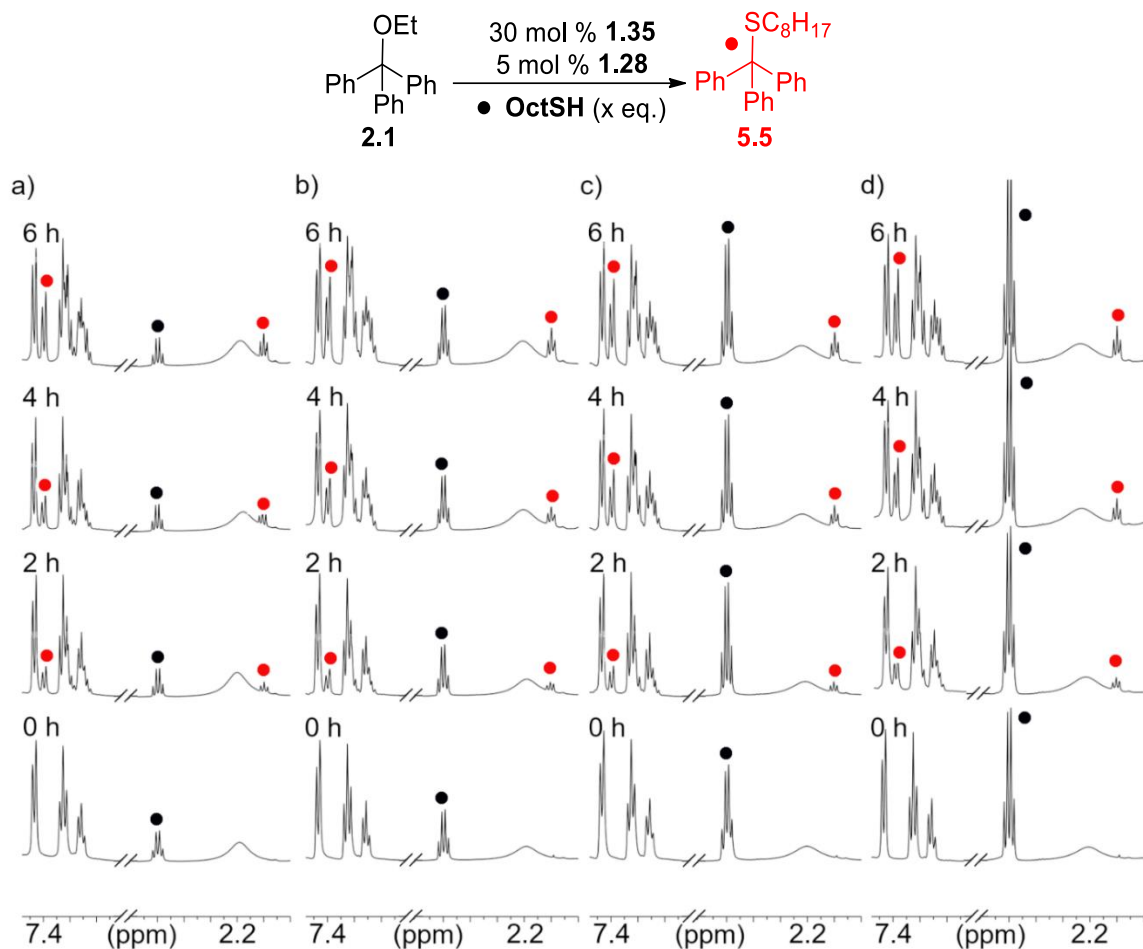 OEt
Ph
Ph
Ph
2.1
30 mol % 1.35
5 mol % 1.28
● OctSH (x eq.)
SC₈H₁₇
Ph
Ph
Ph
5.5
a)
b)
c)
d)
6 h
6 h
6 h
6 h
4 h
4 h
4 h
4 h
2 h
2 h
2 h
2 h
0 h
0 h
0 h
0 h
7.4 (ppm) 2.2
7.4 (ppm) 2.2
7.4 (ppm) 2.2
7.4 (ppm) 2.2